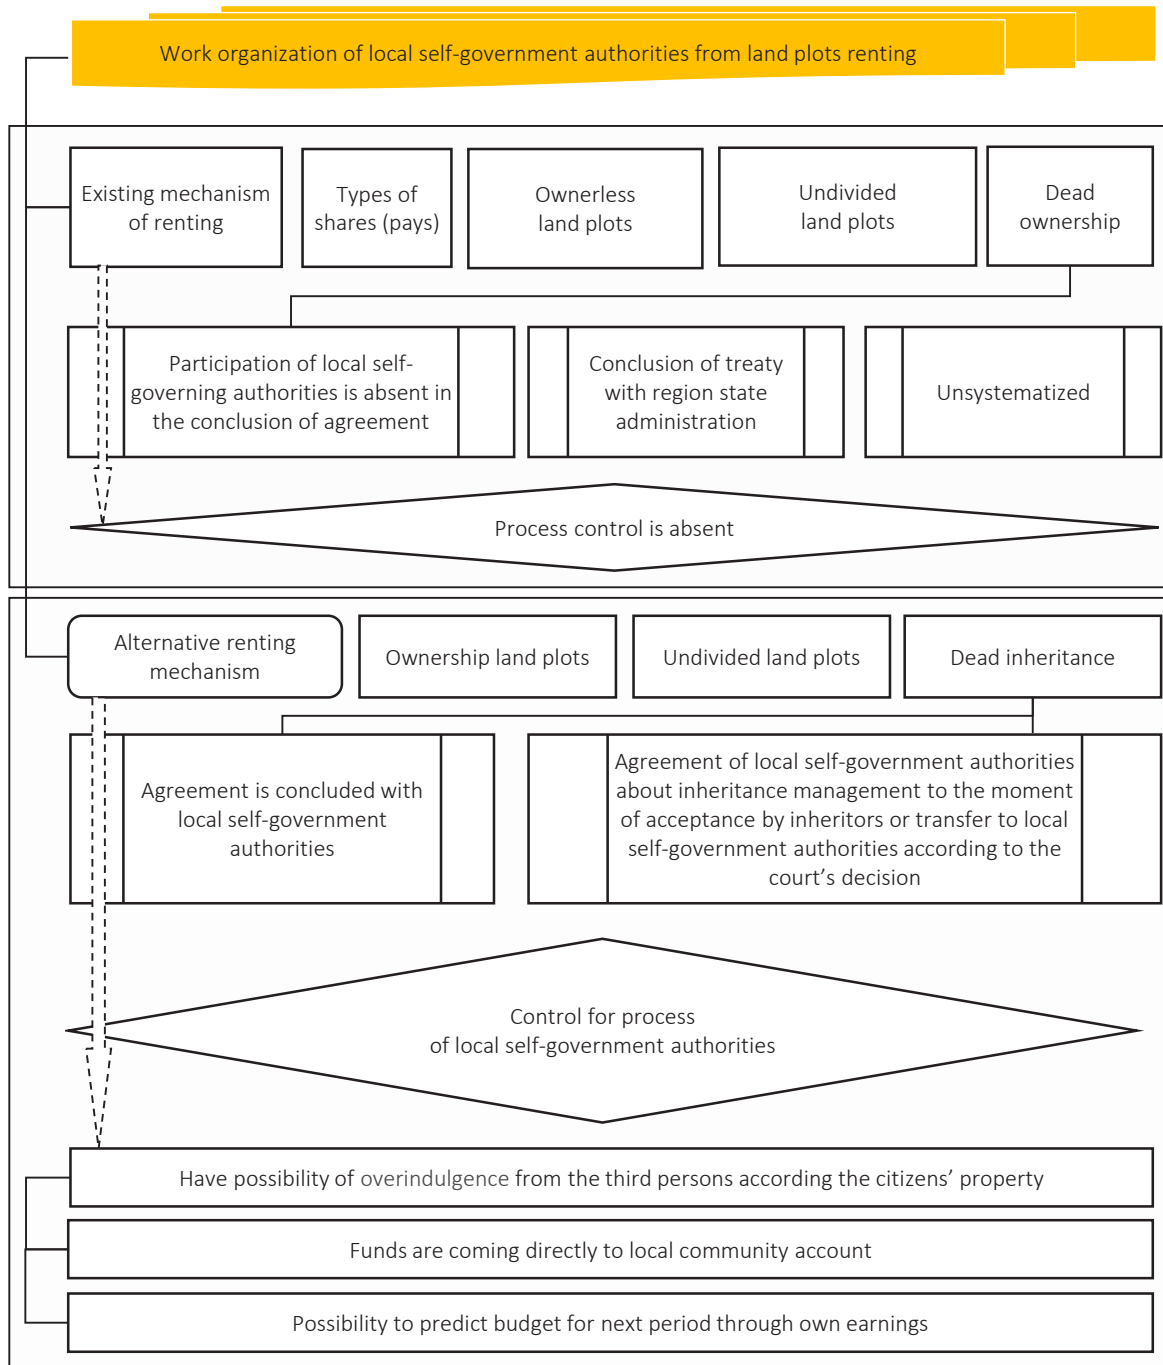 Work organization of local self-government authorities from land plots renting
Existing mechanism
of renting
Types of
shares (pays)
Ownerless
land plots
Undivided
land plots
Dead
ownership
Participation of local self-
governing authorities is absent in
the conclusion of agreement
Conclusion of treaty
with region state
administration
Unsystematized
Process control is absent
Alternative renting
mechanism
Ownership land plots
Undivided land plots
Dead inheritance
Agreement is concluded with
local self-government
authorities
Agreement of local self-government authorities
about inheritance management to the moment
of acceptance by inheritors or transfer to local
self-government authorities according to the
court’s decision
Control for process
of local self-government authorities
Have possibility of overindulgence from the third persons according the citizens’ property
Funds are coming directly to local community account
Possibility to predict budget for next period through own earnings